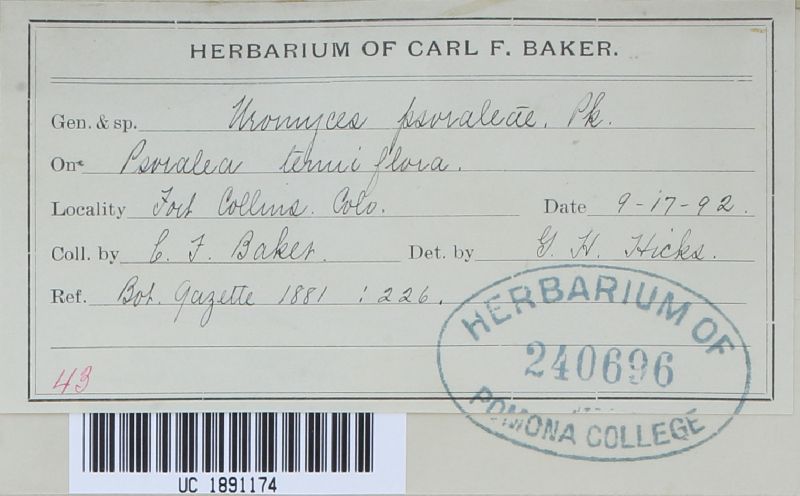 HERBARIUM OF CARL F. BAKER.
Gen. & sp. Uromyces psoraleae. Pk.
On Psoralea tenuiflora.
Locality Fort Collins. Colo. Date 9-17-92.
Coll. by C. F. Baker. Det. by G. H. Hicks.
Ref. Bot. Gazette 1881 : 226.
43
HERBARIUM OF
240696
POMONA COLLEGE
UC 1891174